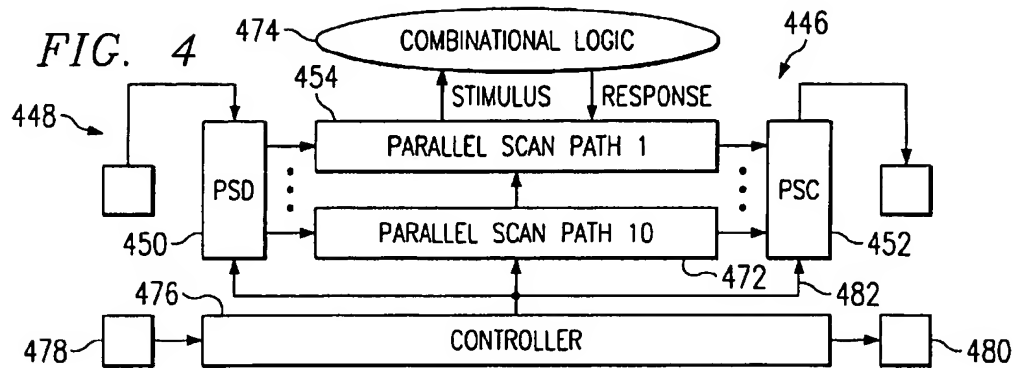 FIG. 4
474
COMBINATIONAL LOGIC
446
454
STIMULUS
RESPONSE
448
PARALLEL SCAN PATH 1
PSD
PSC
450
PARALLEL SCAN PATH 10
452
472
476
482
478
CONTROLLER
480